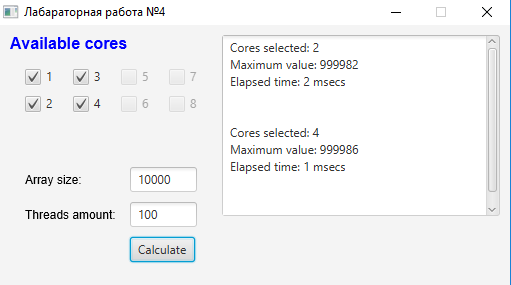 Лабараторная работа №4
Available cores
1 3 5 7
2 4 6 8
Array size: 10000
Threads amount: 100
Calculate
Cores selected: 2
Maximum value: 999982
Elapsed time: 2 msecs
Cores selected: 4
Maximum value: 999986
Elapsed time: 1 msecs